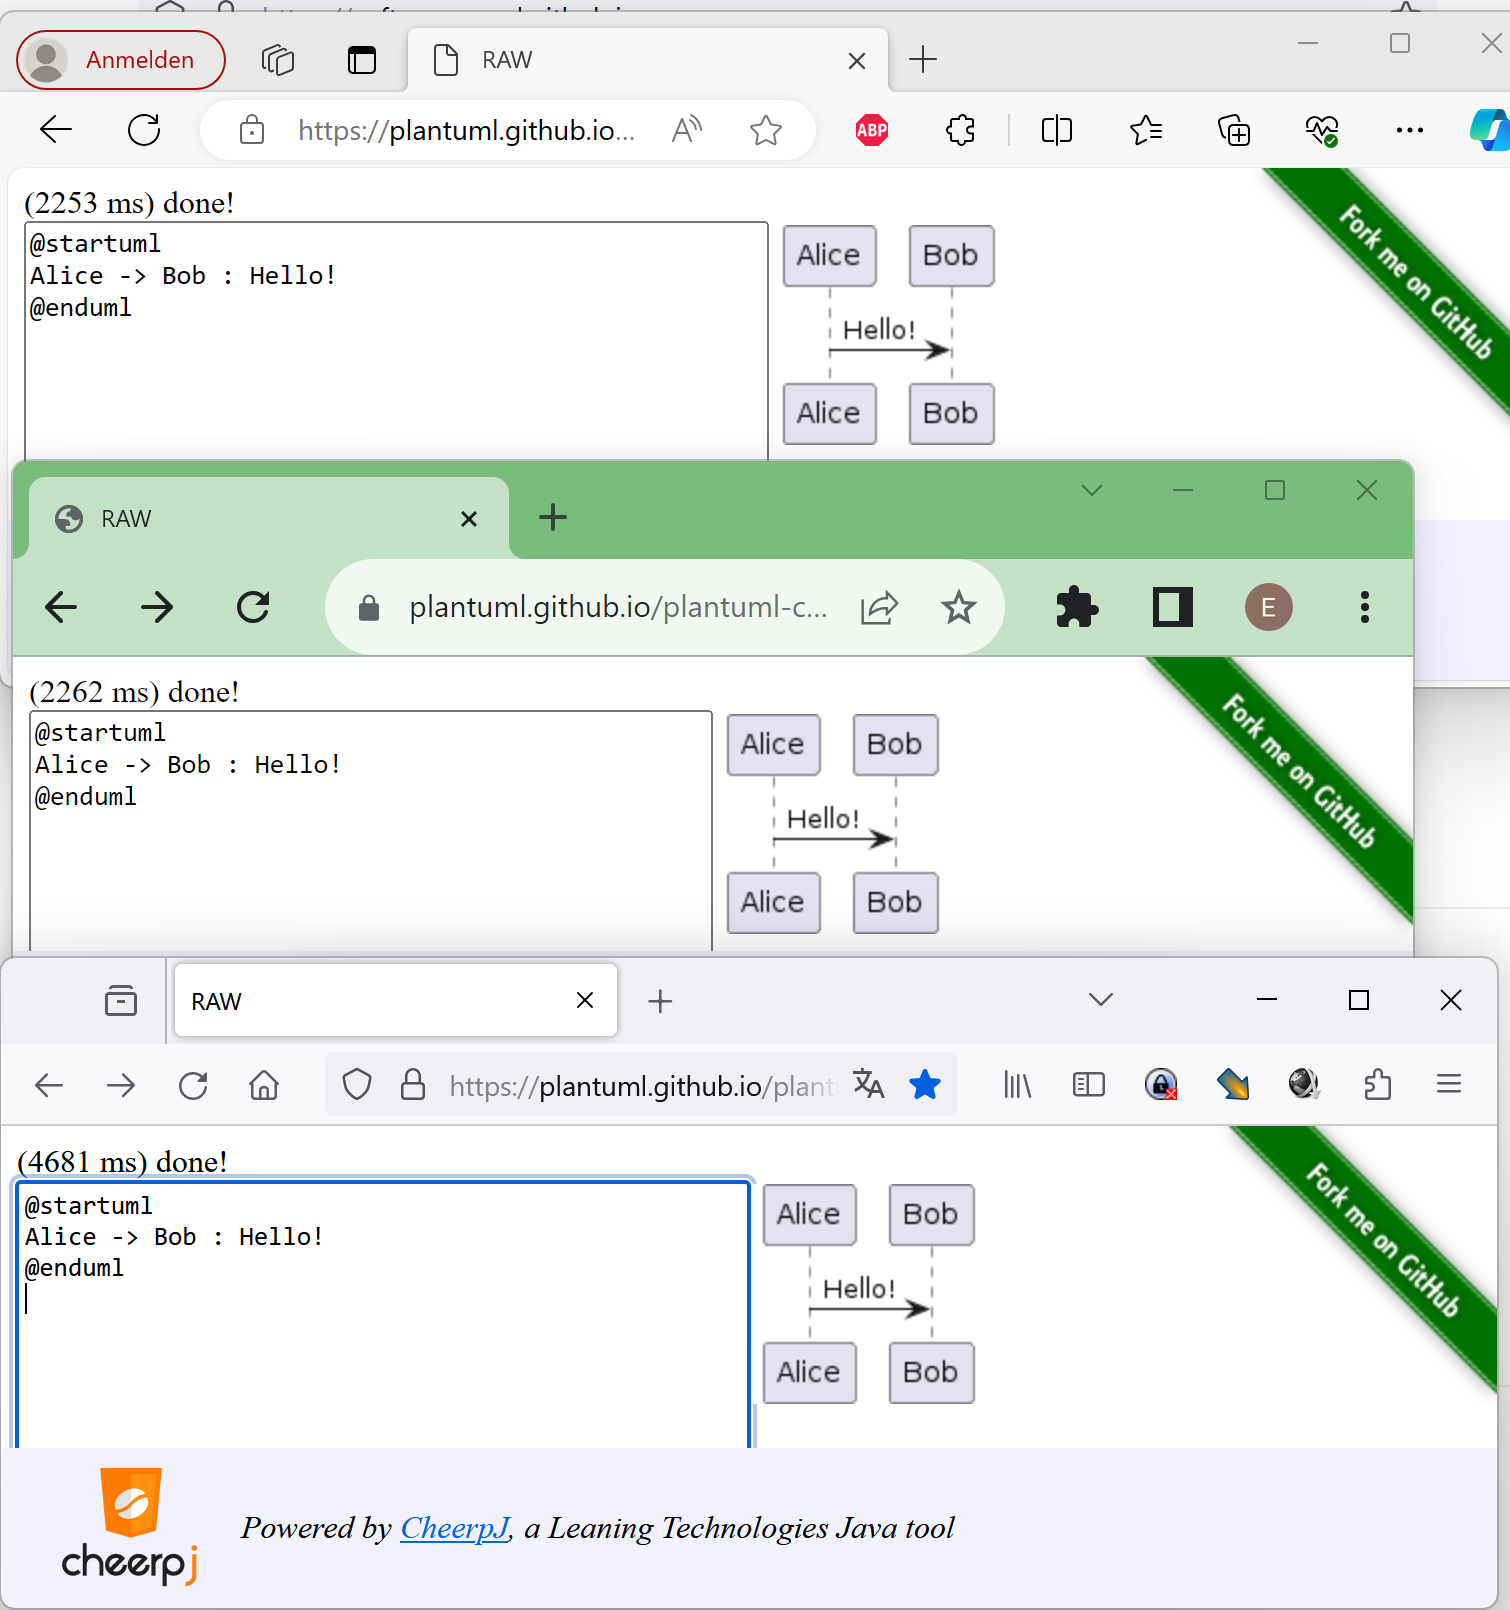 Anmelden
RAW
https://plantuml.github.io...
A
ABP
(2253 ms) done!
@startuml
Alice -> Bob : Hello!
@enduml
Alice Bob
Hello!
Alice Bob
Fork me on GitHub
RAW
plantuml.github.io/plantuml-c...
E
(2262 ms) done!
@startuml
Alice -> Bob : Hello!
@enduml
Alice Bob
Hello!
Alice Bob
Fork me on GitHub
RAW
https://plantuml.github.io/plant
(4681 ms) done!
@startuml
Alice -> Bob : Hello!
@enduml
Alice Bob
Hello!
Alice Bob
Fork me on GitHub
cheerpj
Powered by CheerpJ, a Leaning Technologies Java tool